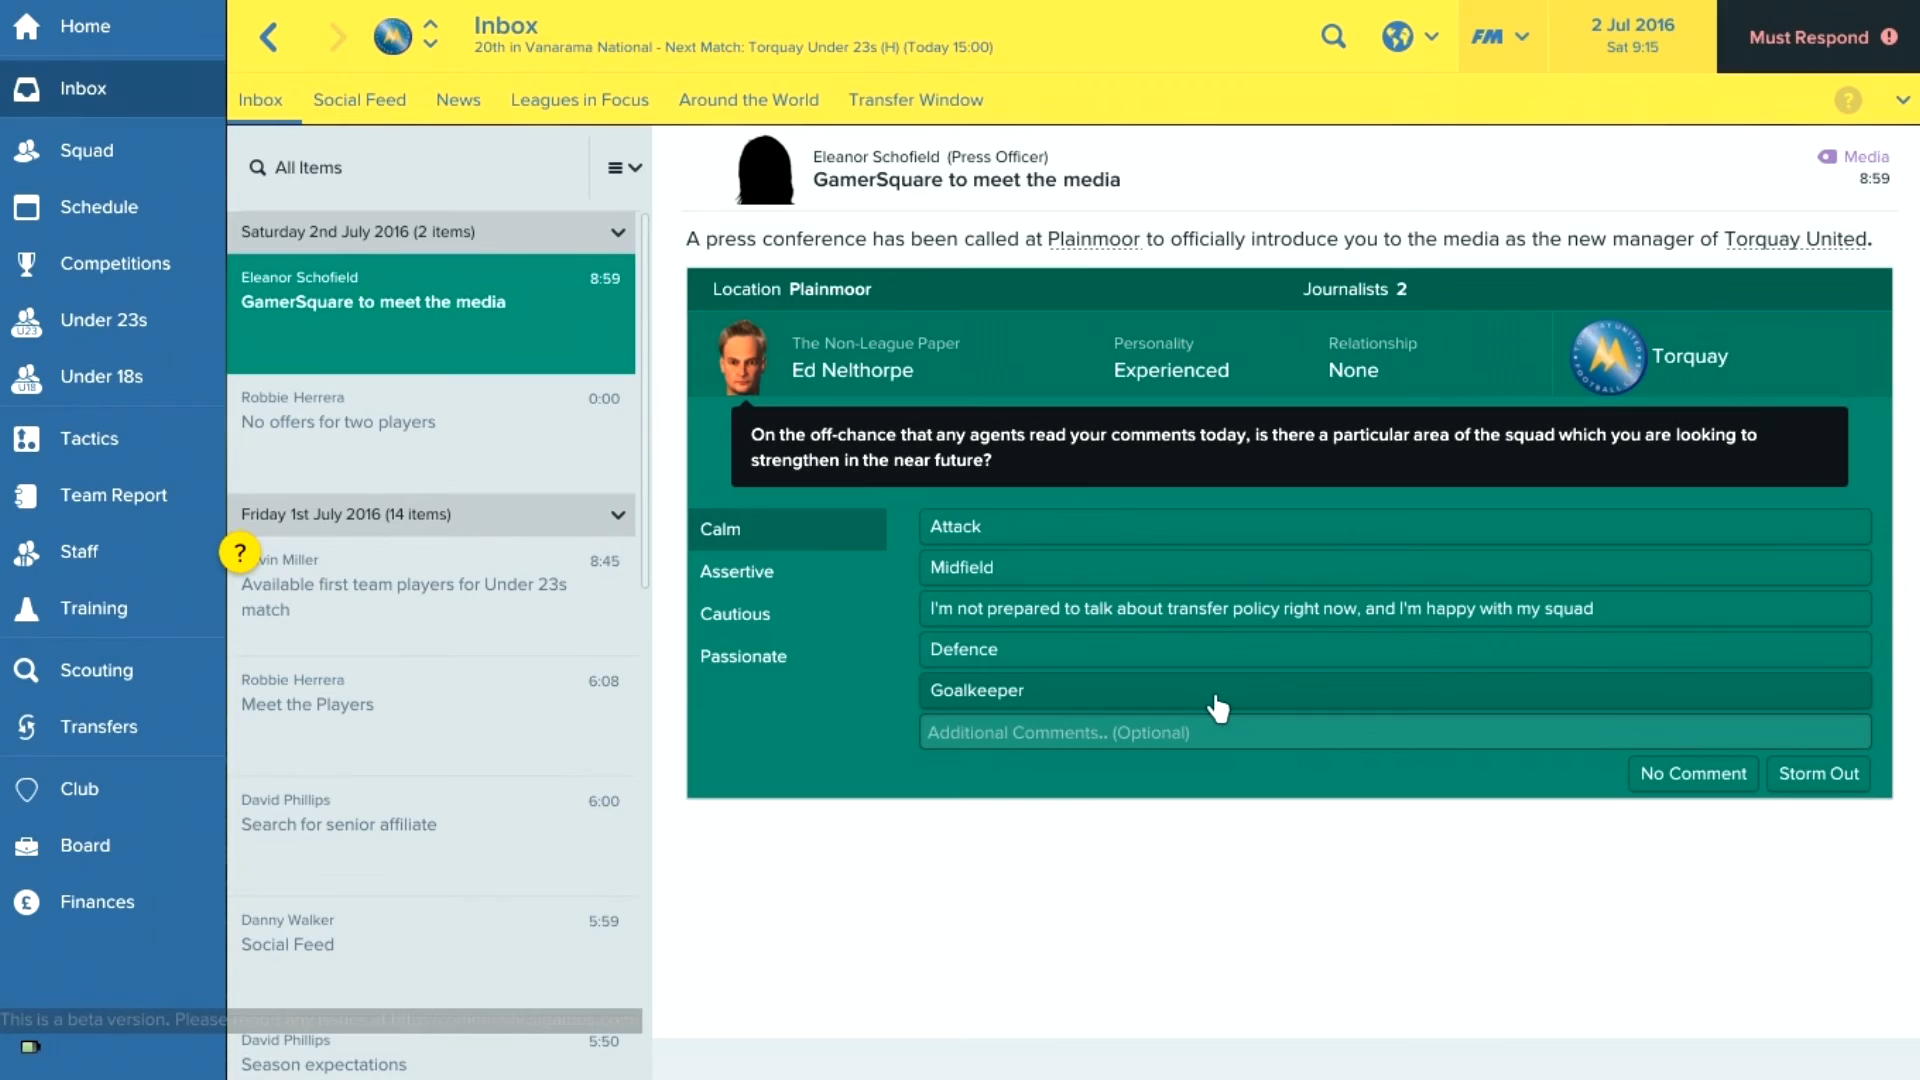 Home
Inbox
Squad
Schedule
Competitions
Under 23s
U23
Under 18s
U18
Tactics
Team Report
Staff
Training
Scouting
Transfers
Club
Board
Finances
Inbox
20th in Vanarama National - Next Match: Torquay Under 23s (H) (Today 15:00)
FM
2 Jul 2016
Sat 9:15
Must Respond
Inbox Social Feed News Leagues in Focus Around the World Transfer Window
?
All Items
Saturday 2nd July 2016 (2 items)
Eleanor Schofield 8:59
GamerSquare to meet the media
Robbie Herrera 0:00
No offers for two players
Friday 1st July 2016 (14 items)
?
vin Miller 8:45
Available first team players for Under 23s
match
Robbie Herrera 6:08
Meet the Players
David Phillips 6:00
Search for senior affiliate
Danny Walker 5:59
Social Feed
This is a beta version. Please
David Phillips 5:50
Season expectations
Eleanor Schofield (Press Officer)
GamerSquare to meet the media
Media
8:59
A press conference has been called at Plainmoor to officially introduce you to the media as the new manager of Torquay United.
Location Plainmoor Journalists 2
The Non-League Paper Personality Relationship
Ed Nelthorpe Experienced None
Torquay
On the off-chance that any agents read your comments today, is there a particular area of the squad which you are looking to
strengthen in the near future?
Calm
Assertive
Cautious
Passionate
Attack
Midfield
I'm not prepared to talk about transfer policy right now, and I'm happy with my squad
Defence
Goalkeeper
Additional Comments.. (Optional)
No Comment Storm Out